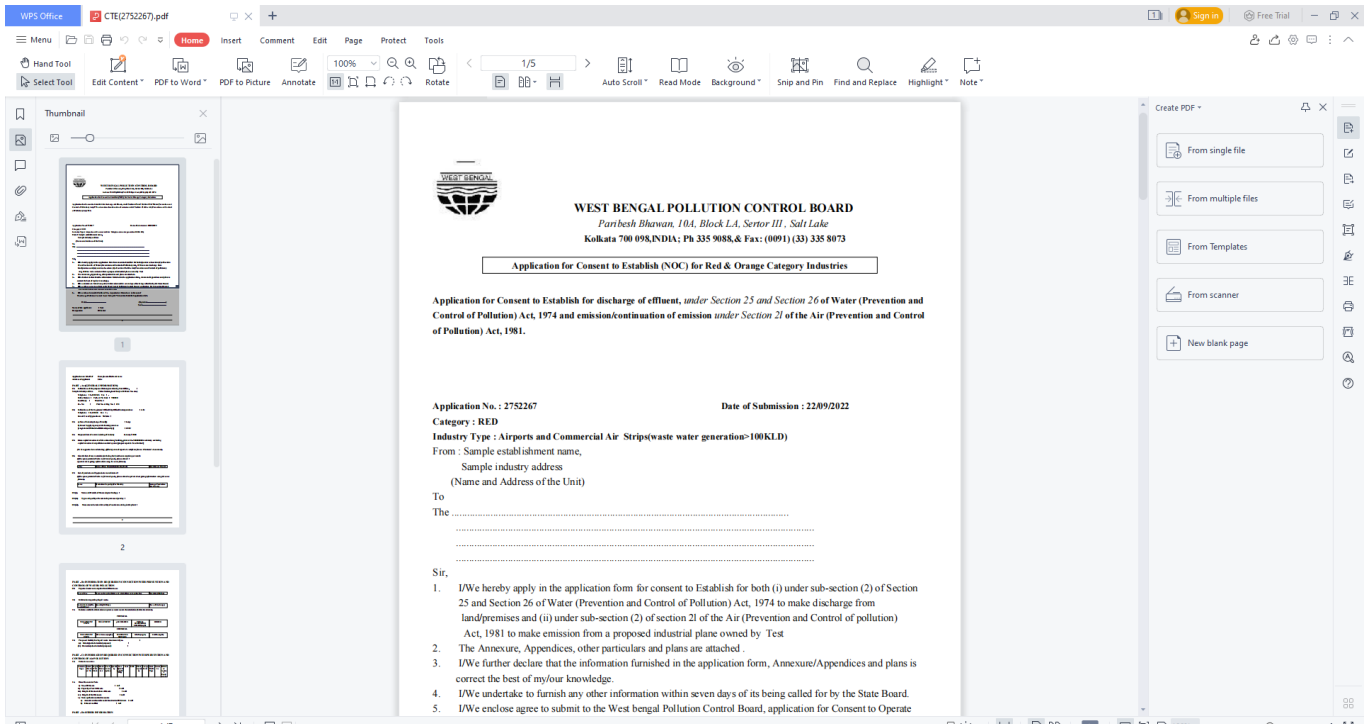 WPS Office
CTE(2752267).pdf
Sign in
Free Trial
Menu
Home
Insert
Comment
Edit
Page
Protect
Tools
Hand Tool
Select Tool
Edit Content
PDF to Word
PDF to Picture
Annotate
100%
Rotate
1/5
Auto Scroll
Read Mode
Background
Snip and Pin
Find and Replace
Highlight
Note
Thumbnail
1
2
WEST BENGAL
WEST BENGAL POLLUTION CONTROL BOARD
Paribesh Bhawan, 10A, Block LA, Sertor III , Salt Lake
Kolkata 700 098,INDIA; Ph 335 9088,& Fax: (0091) (33) 335 8073
Application for Consent to Establish (NOC) for Red & Orange Category Industries
Application for Consent to Establish for discharge of effluent, under Section 25 and Section 26 of Water (Prevention and
Control of Pollution) Act, 1974 and emission/continuation of emission under Section 2l of the Air (Prevention and Control
of Pollution) Act, 1981.
Application No. : 2752267 Date of Submission : 22/09/2022
Category : RED
Industry Type : Airports and Commercial Air Strips(waste water generation>100KLD)
From : Sample establishment name,
Sample industry address
(Name and Address of the Unit)
To
The ................................................................................
................................................................................
................................................................................
................................................................................
Sir,
1. I/We hereby apply in the application form for consent to Establish for both (i) under sub-section (2) of Section
25 and Section 26 of Water (Prevention and Control of Pollution) Act, 1974 to make discharge from
land/premises and (ii) under sub-section (2) of section 2l of the Air (Prevention and Control of pollution)
Act, 1981 to make emission from a proposed industrial plane owned by Test
2. The Annexure, Appendices, other particulars and plans are attached .
3. I/We further declare that the information furnished in the application form, Annexure/Appendices and plans is
correct the best of my/our knowledge.
4. I/We undertake to furnish any other information within seven days of its being called for by the State Board.
5. I/We enclose agree to submit to the West bengal Pollution Control Board, application for Consent to Operate
Create PDF
From single file
From multiple files
From Templates
From scanner
New blank page